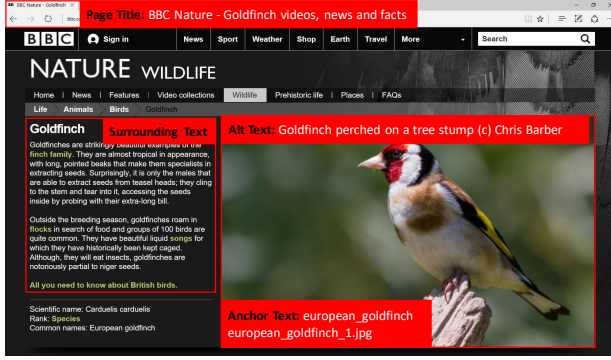 BBC Nature - Goldfinch
Page Title: BBC Nature - Goldfinch videos, news and facts
bbc.c
BBC
Sign in
News
Sport
Weather
Shop
Earth
Travel
More
Search
NATURE WILDLIFE
Home | News | Features | Video collections | Wildlife | Prehistoric life | Places | FAQs
Life Animals Birds Goldfinch
Goldfinch
Surrounding Text
Goldfinches are strikingly beautiful examples of the
finch family. They are almost tropical in appearance,
with long, pointed beaks that make them specialists in
extracting seeds. Surprisingly, it is only the males that
are able to extract seeds from teasel heads; they cling
to the stem and tear into it, accessing the seeds
inside by probing with their extra-long bill.
Outside the breeding season, goldfinches roam in
flocks in search of food and groups of 100 birds are
quite common. They have beautiful liquid songs for
which they have historically been kept caged.
Although, they will eat insects, goldfinches are
notoriously partial to niger seeds.
All you need to know about British birds.
Scientific name: Carduelis carduelis
Rank: Species
Common names: European goldfinch
Alt Text: Goldfinch perched on a tree stump (c) Chris Barber
Anchor Text: european_goldfinch
european_goldfinch_1.jpg